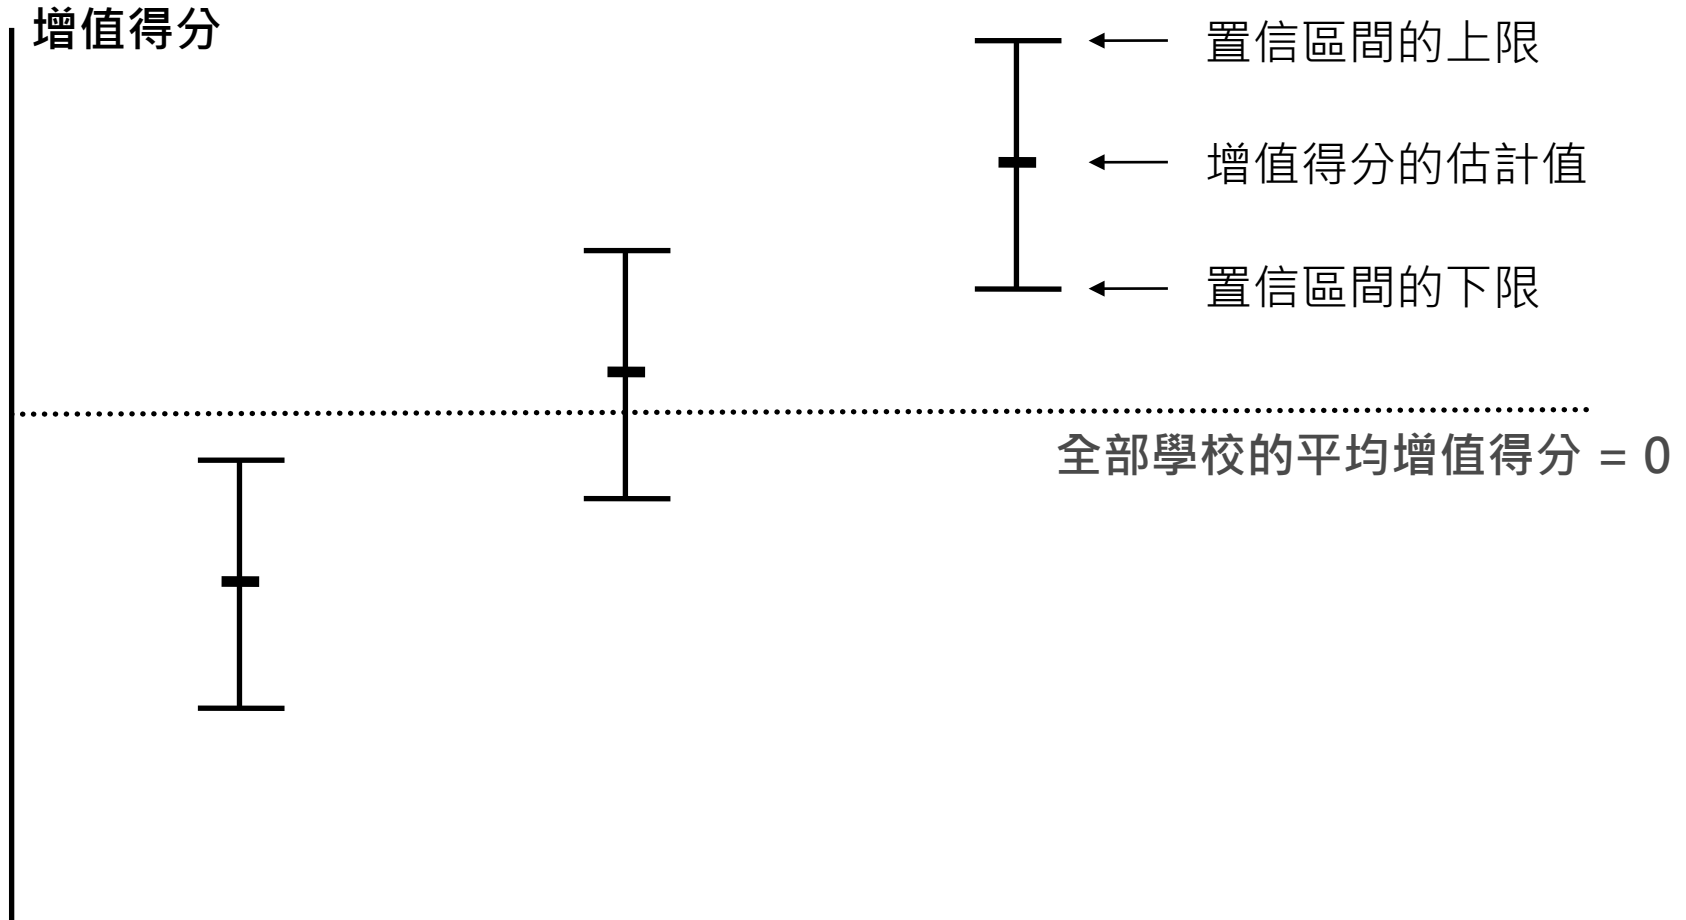 增值得分
置信區間的上限
增值得分的估計值
置信區間的下限
全部學校的平均增值得分 = 0